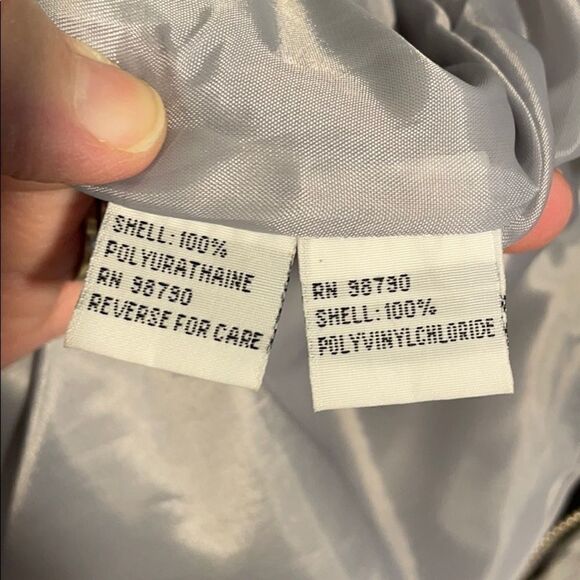 SHELL: 100%
POLYURATHAINE
RN 98790
REVERSE FOR CARE
RN 98790
SHELL: 100%
POLYVINYLCHLORIDE